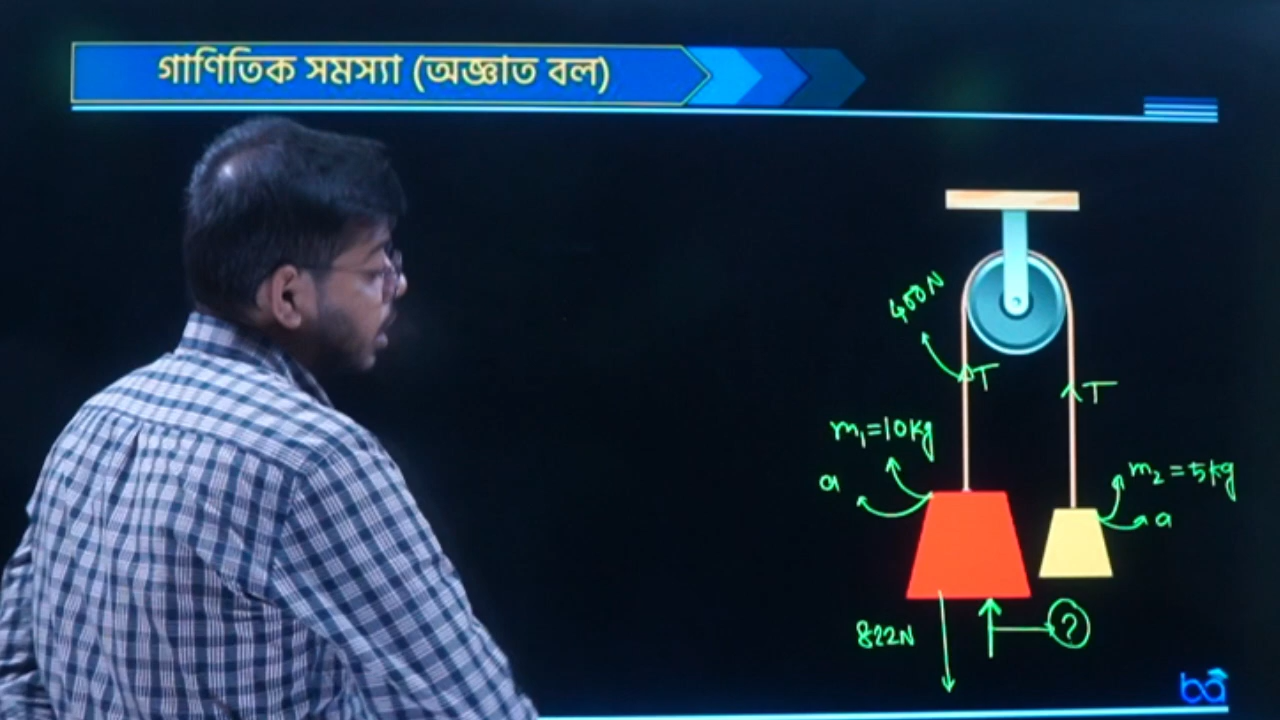 গাণিতিক সমস্যা (অজ্ঞাত বল)
400N
T
T
m₁=10kg
a
m₂=5kg
a
822N
?